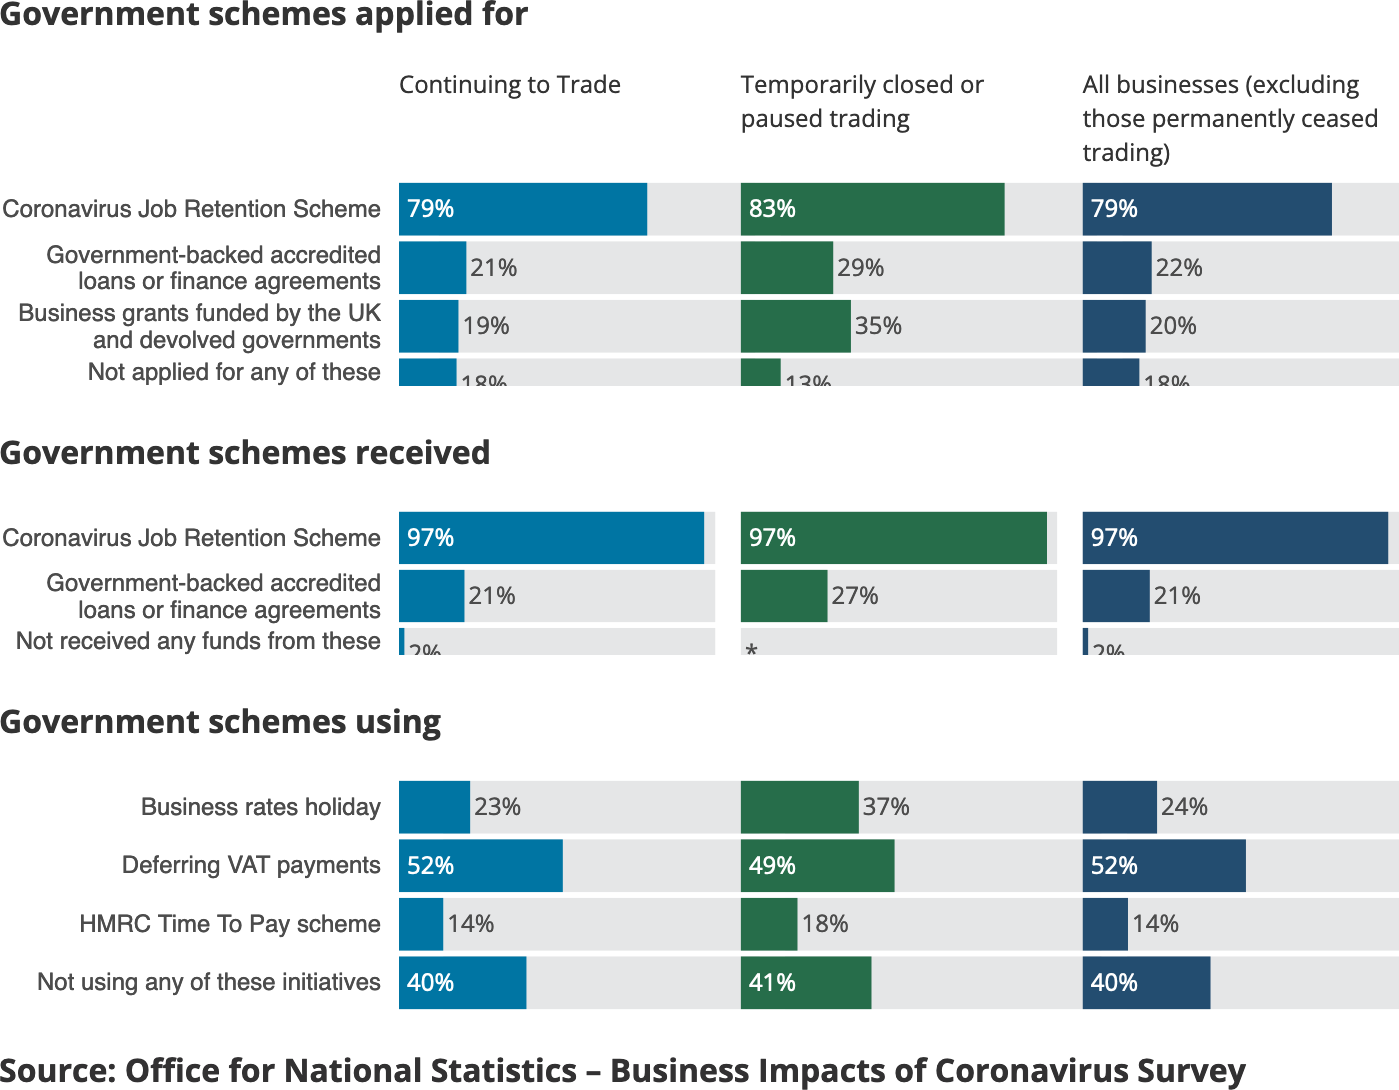 Government schemes applied for
Continuing to Trade
Temporarily closed or
paused trading
All businesses (excluding
those permanently ceased
trading)
Coronavirus Job Retention Scheme
79%
83%
79%
Government-backed accredited
loans or finance agreements
21%
29%
22%
Business grants funded by the UK
and devolved governments
19%
35%
20%
Not applied for any of these
18%
13%
18%
Government schemes received
Coronavirus Job Retention Scheme
97%
97%
97%
Government-backed accredited
loans or finance agreements
21%
27%
21%
Not received any funds from these
2%
*
2%
Government schemes using
Business rates holiday
23%
37%
24%
Deferring VAT payments
52%
49%
52%
HMRC Time To Pay scheme
14%
18%
14%
Not using any of these initiatives
40%
41%
40%
Source: Office for National Statistics – Business Impacts of Coronavirus Survey